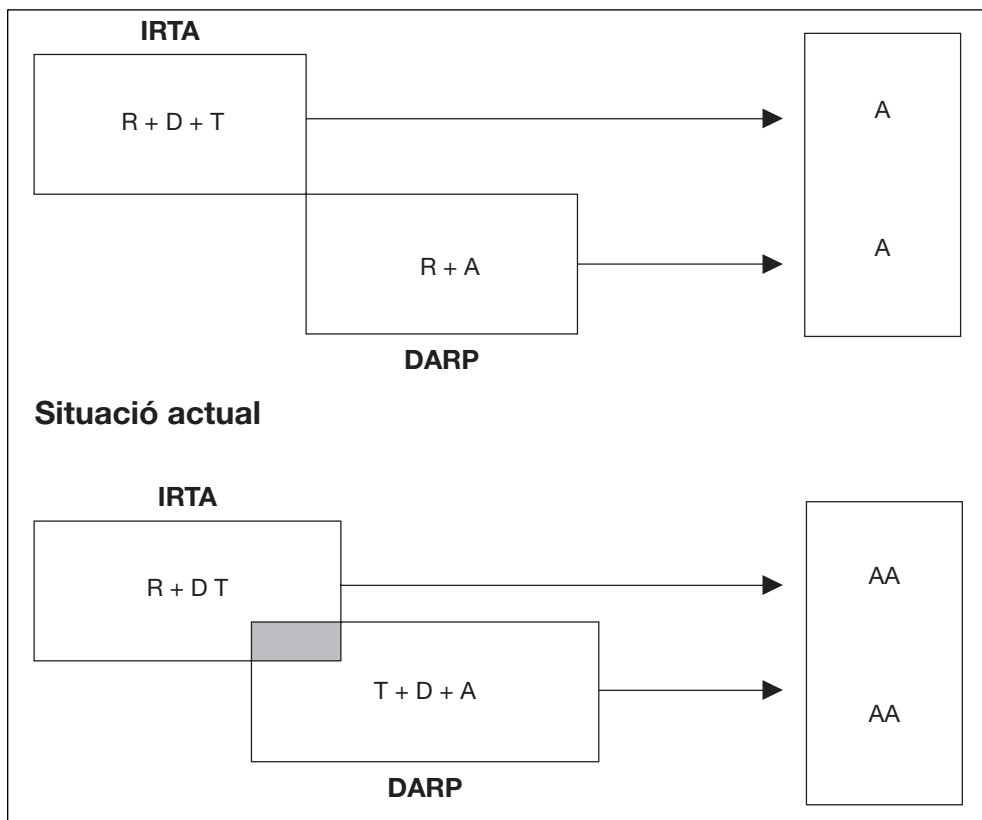 IRTA
R + D + T
A
R + A
A
DARP
Situació actual
IRTA
R + D T
AA
T + D + A
AA
DARP